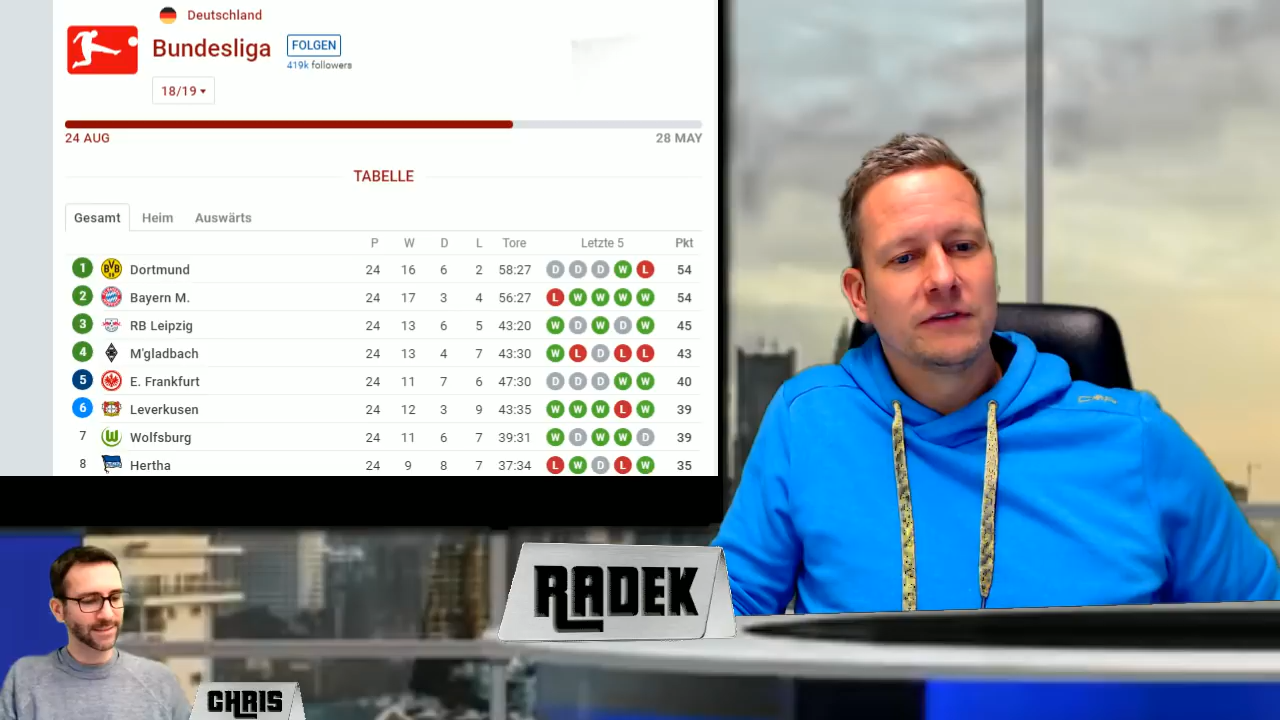 Deutschland
Bundesliga FOLGEN
419k followers
18/19
24 AUG 28 MAY
TABELLE
Gesamt Heim Auswärts
P W D L Tore Letzte 5 Pkt
1 Dortmund 24 16 6 2 58:27 D D D W L 54
2 Bayern M. 24 17 3 4 56:27 L W W W W 54
3 RB Leipzig 24 13 6 5 43:20 W D W D W 45
4 M'gladbach 24 13 4 7 43:30 W L D L L 43
5 E. Frankfurt 24 11 7 6 47:30 D D D W W 40
6 Leverkusen 24 12 3 9 43:35 W W W L W 39
7 Wolfsburg 24 11 6 7 39:31 W D W W D 39
8 Hertha 24 9 8 7 37:34 L W D L W 35
RADEK
CHRIS